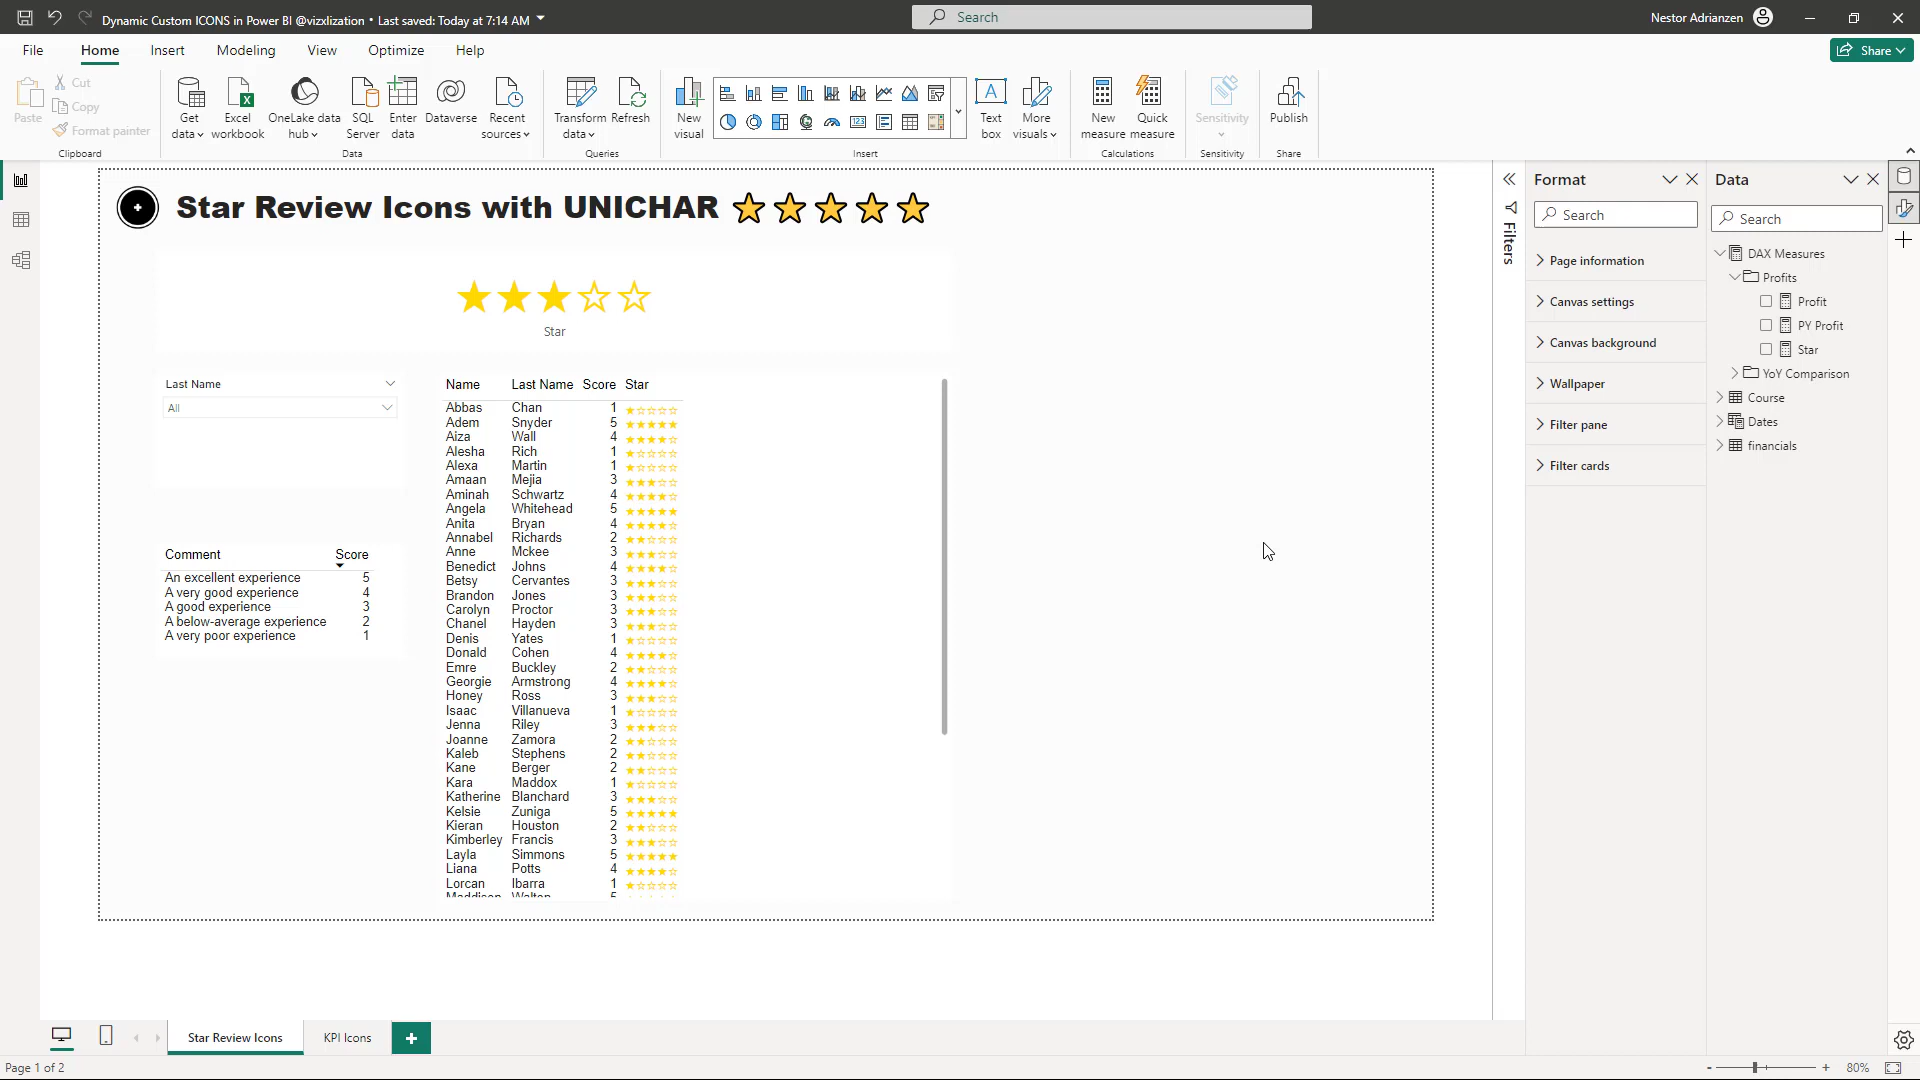 Dynamic Custom ICONS in Power BI @vizxlization • Last saved: Today at 7:14 AM
Search
Nestor Adrianzen
File Home Insert Modeling View Optimize Help
Share
Paste
Cut
Copy
Format painter
Clipboard
Get data
Excel workbook
OneLake data hub
SQL Server
Enter data
Dataverse
Recent sources
Data
Transform data
Refresh
Queries
New visual
Text box
More visuals
Insert
New measure
Quick measure
Calculations
Sensitivity
Sensitivity
Publish
Share
Star Review Icons with UNICHAR ⭐⭐⭐⭐⭐
★★★☆☆
Star
Last Name
All
Comment Score
An excellent experience 5
A very good experience 4
A good experience 3
A below-average experience 2
A very poor experience 1
Name Last Name Score Star
Abbas Chan 1 ★☆☆☆☆
Adem Snyder 5 ★★★★★
Aiza Wall 4 ★★★★☆
Alesha Rich 1 ★☆☆☆☆
Alexa Martin 1 ★☆☆☆☆
Amaan Mejia 3 ★★★☆☆
Aminah Schwartz 4 ★★★★☆
Angela Whitehead 5 ★★★★★
Anita Bryan 4 ★★★★☆
Annabel Richards 2 ★★☆☆☆
Anne Mckee 3 ★★★☆☆
Benedict Johns 4 ★★★★☆
Betsy Cervantes 3 ★★★☆☆
Brandon Jones 3 ★★★☆☆
Carolyn Proctor 3 ★★★☆☆
Chanel Hayden 3 ★★★☆☆
Denis Yates 1 ★☆☆☆☆
Donald Cohen 4 ★★★★☆
Emre Buckley 2 ★★☆☆☆
Georgie Armstrong 4 ★★★★☆
Honey Ross 3 ★★★☆☆
Isaac Villanueva 1 ★☆☆☆☆
Jenna Riley 3 ★★★☆☆
Joanne Zamora 2 ★★☆☆☆
Kaleb Stephens 2 ★★☆☆☆
Kane Berger 2 ★★☆☆☆
Kara Maddox 1 ★☆☆☆☆
Katherine Blanchard 3 ★★★☆☆
Kelsie Zuniga 5 ★★★★★
Kieran Houston 2 ★★☆☆☆
Kimberley Francis 3 ★★★☆☆
Layla Simmons 5 ★★★★★
Liana Potts 4 ★★★★☆
Lorcan Ibarra 1 ★☆☆☆☆
Filters
Format
Search
Page information
Canvas settings
Canvas background
Wallpaper
Filter pane
Filter cards
Data
Search
DAX Measures
Profits
Profit
PY Profit
Star
YoY Comparison
Course
Dates
financials
Star Review Icons KPI Icons
Page 1 of 2
- + 80%